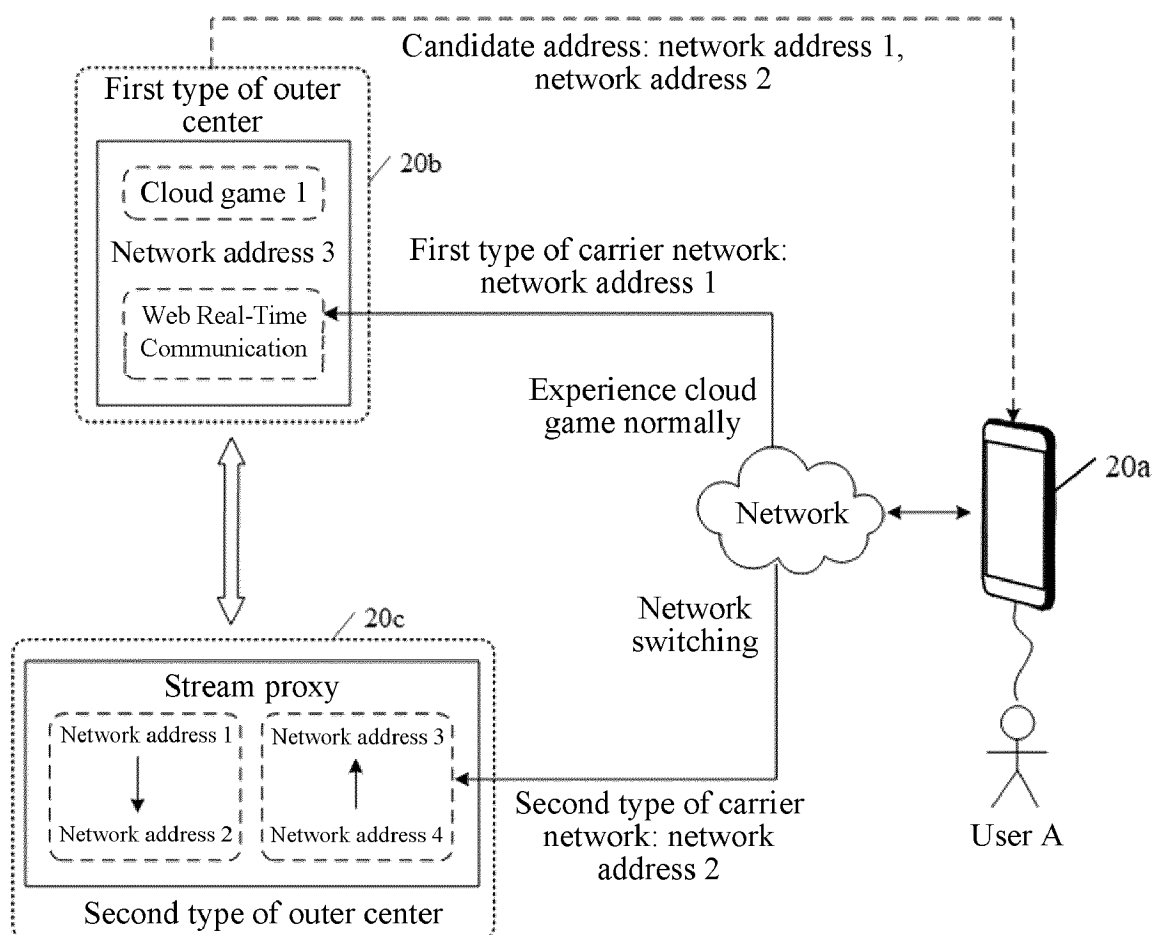 Candidate address: network address 1,
network address 2
First type of outer
center
20b
Cloud game 1
Network address 3
Web Real-Time
Communication
First type of carrier network:
network address 1
Experience cloud
game normally
20a
Network
Network
switching
20c
Stream proxy
Network address 1
Network address 2
Network address 3
Network address 4
Second type of carrier
network: network
address 2
User A
Second type of outer center